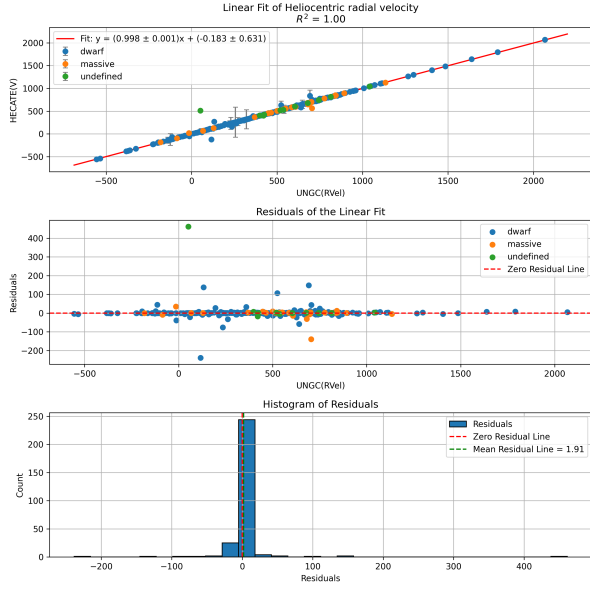 Linear Fit of Heliocentric radial velocity
R² = 1.00
HECATE(V)
2000
1500
1000
500
0
−500
Fit: y = (0.998 ± 0.001)x + (-0.183 ± 0.631)
dwarf
massive
undefined
−500 0 500 1000 1500 2000
UNGC(RVel)
Residuals of the Linear Fit
Residuals
400
300
200
100
0
−100
−200
dwarf
massive
undefined
Zero Residual Line
−500 0 500 1000 1500 2000
UNGC(RVel)
Histogram of Residuals
Count
250
200
150
100
50
0
Residuals
Zero Residual Line
Mean Residual Line = 1.91
−200 −100 0 100 200 300 400
Residuals